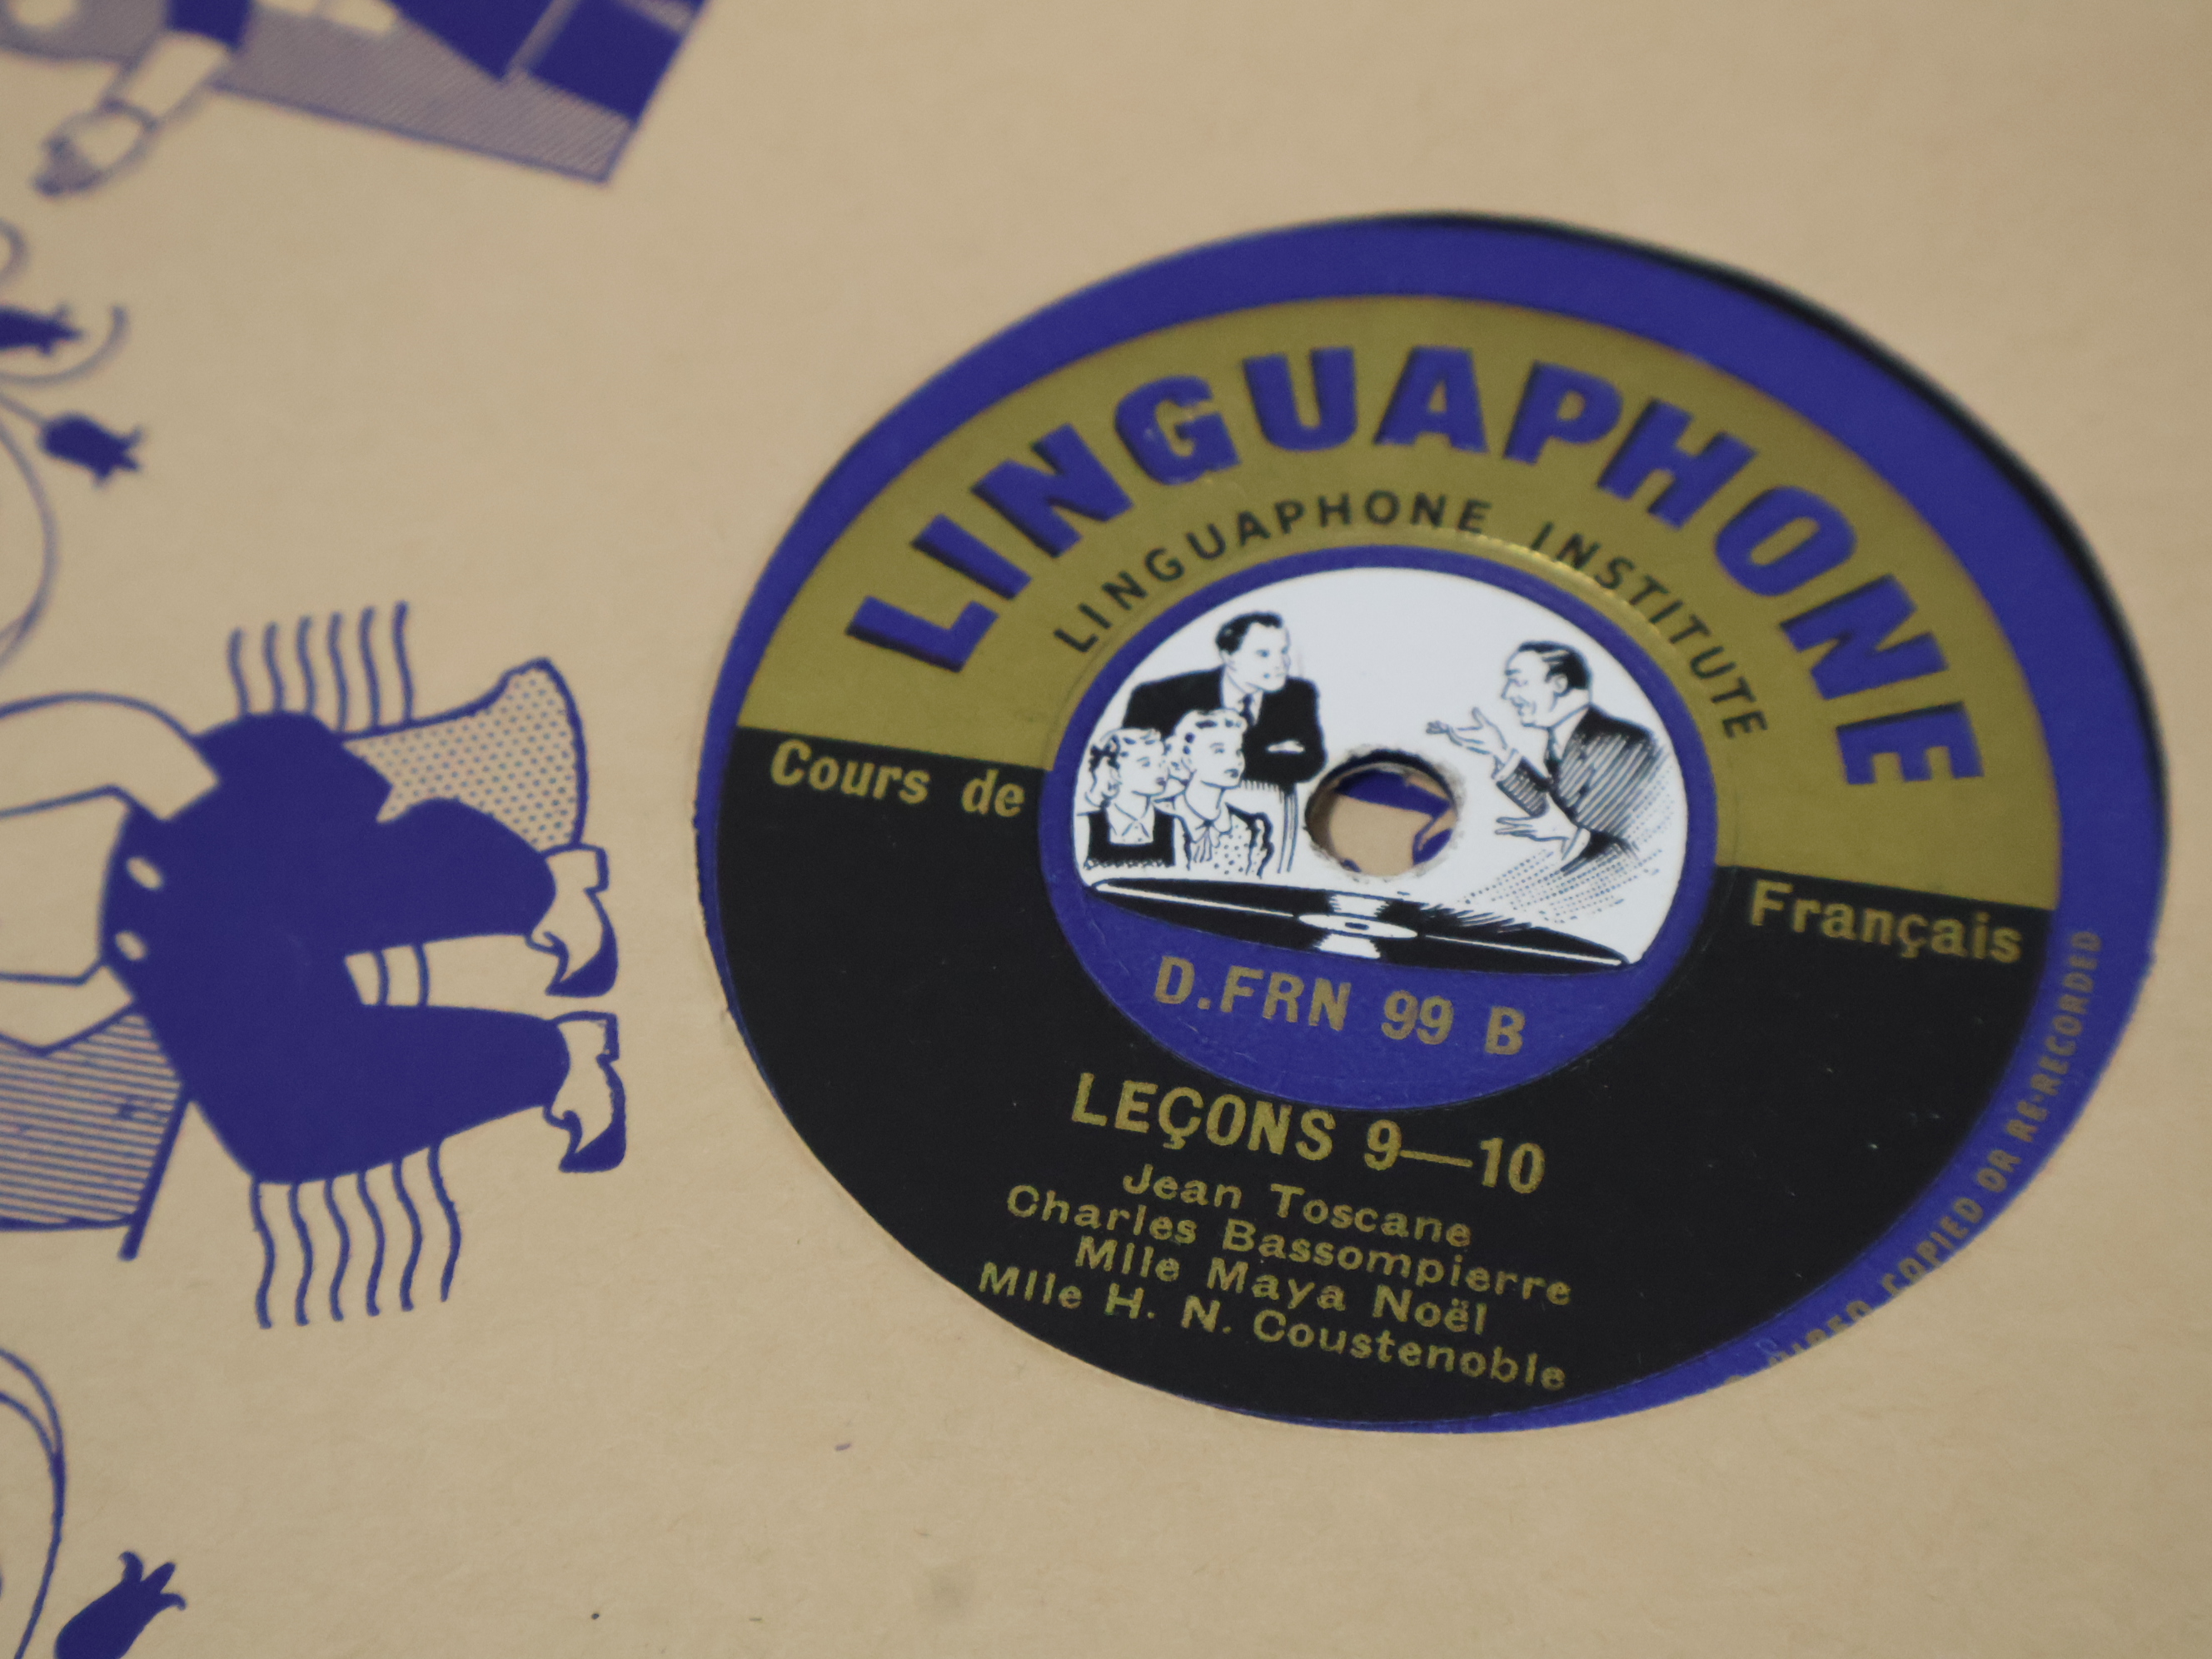 LINGUAPHONE
LINGUAPHONE INSTITUTE
Cours de Français
D.FRN 99 B
LEÇONS 9—10
Jean Toscane
Charles Bassompierre
Mlle Maya Noël
Mlle H. N. Coustenoble
COPIED OR RE-RECORDED